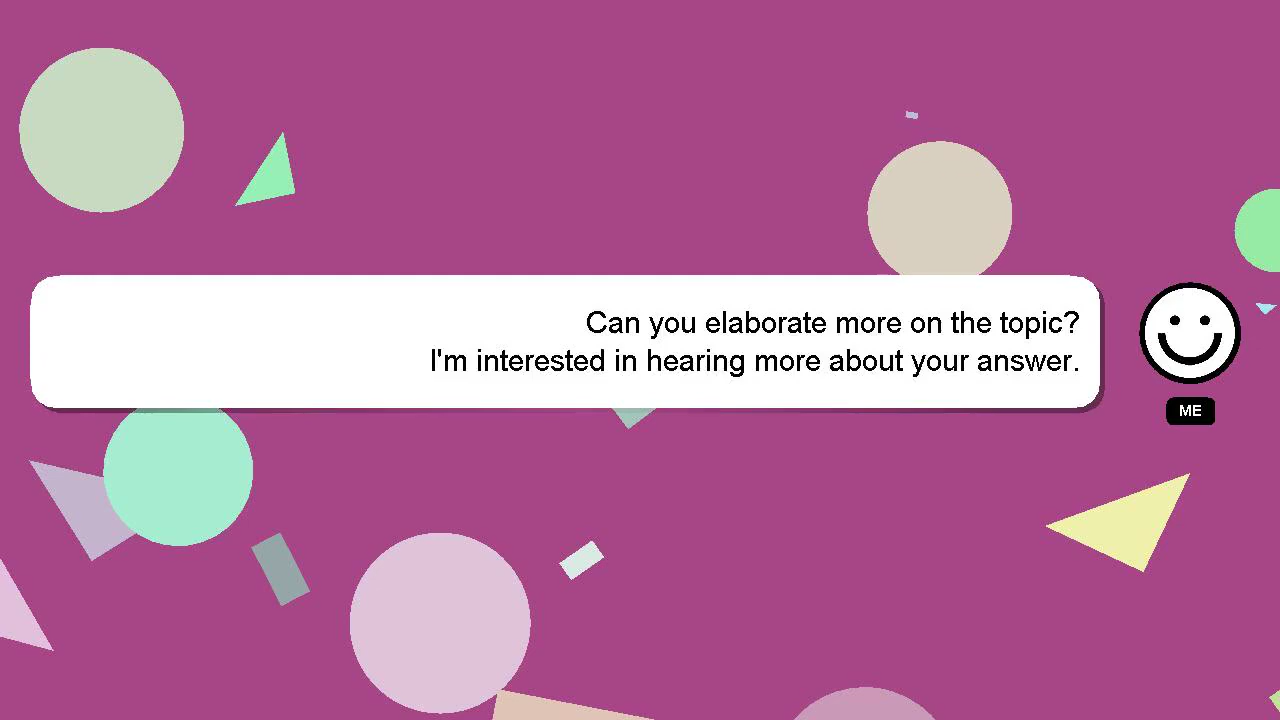 Can you elaborate more on the topic?
I'm interested in hearing more about your answer.
ME